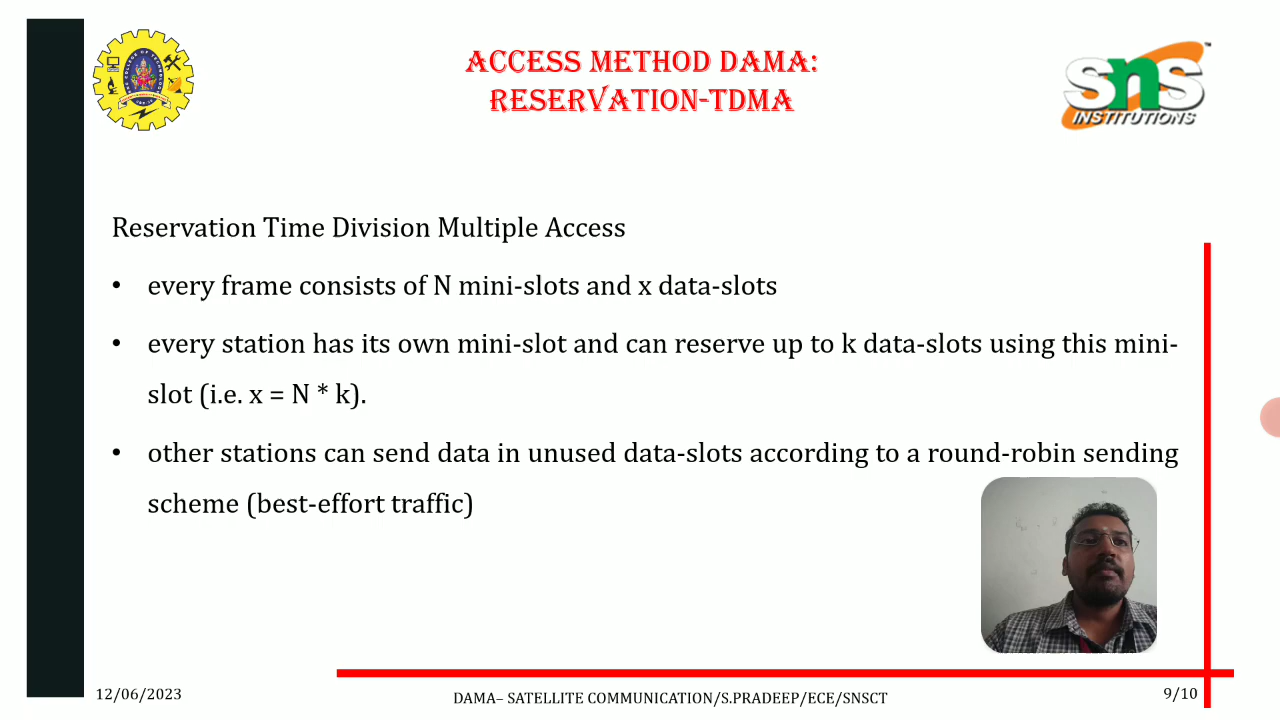 ACCESS METHOD DAMA:
RESERVATION-TDMA
SNS
INSTITUTIONS
Reservation Time Division Multiple Access
• every frame consists of N mini-slots and x data-slots
• every station has its own mini-slot and can reserve up to k data-slots using this mini-
slot (i.e. x = N * k).
• other stations can send data in unused data-slots according to a round-robin sending
scheme (best-effort traffic)
12/06/2023
DAMA– SATELLITE COMMUNICATION/S.PRADEEP/ECE/SNSCT
9/10